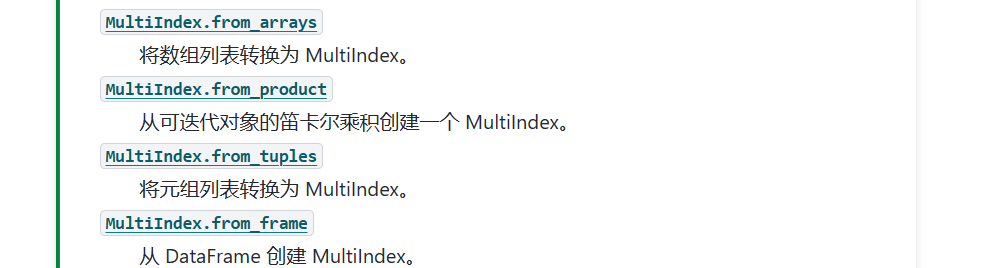 MultiIndex.from_arrays
将数组列表转换为 MultiIndex。
MultiIndex.from_product
从可迭代对象的笛卡尔乘积创建一个 MultiIndex。
MultiIndex.from_tuples
将元组列表转换为 MultiIndex。
MultiIndex.from_frame
从 DataFrame 创建 MultiIndex。